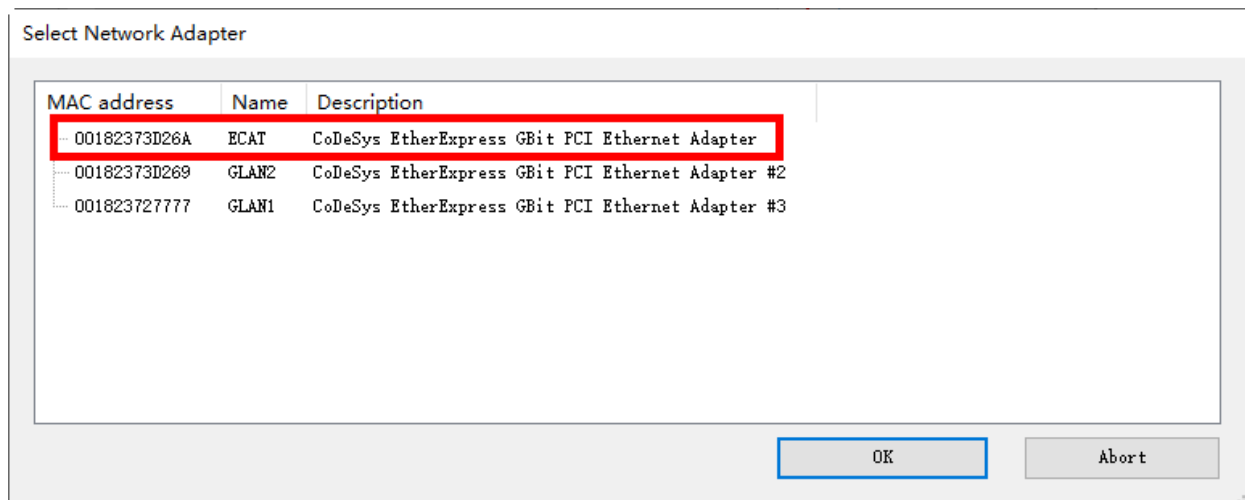 Select Network Adapter
MAC address Name Description
00182373D26A ECAT CoDeSys EtherExpress GBit PCI Ethernet Adapter
00182373D269 GLAN2 CoDeSys EtherExpress GBit PCI Ethernet Adapter #2
001823727777 GLAN1 CoDeSys EtherExpress GBit PCI Ethernet Adapter #3
OK Abort